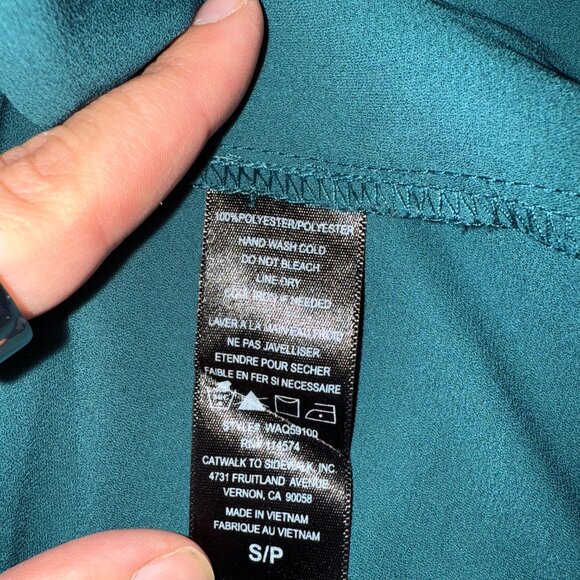 100%POLYESTER/POLYESTER
HAND WASH COLD
DO NOT BLEACH
LINE DRY
IRON IF NEEDED
LAVER A LA MAIN EAU FROID
NE PAS JAVELLISER
ETENDRE POUR SECHER
FAIBLE EN FER SI NECESSAIRE
STYLE# WAQ59100
RN# 114574
CATWALK TO SIDEWALK, INC
4731 FRUITLAND AVENUE,
VERNON, CA 90058
MADE IN VIETNAM
FABRIQUE AU VIETNAM
S/P